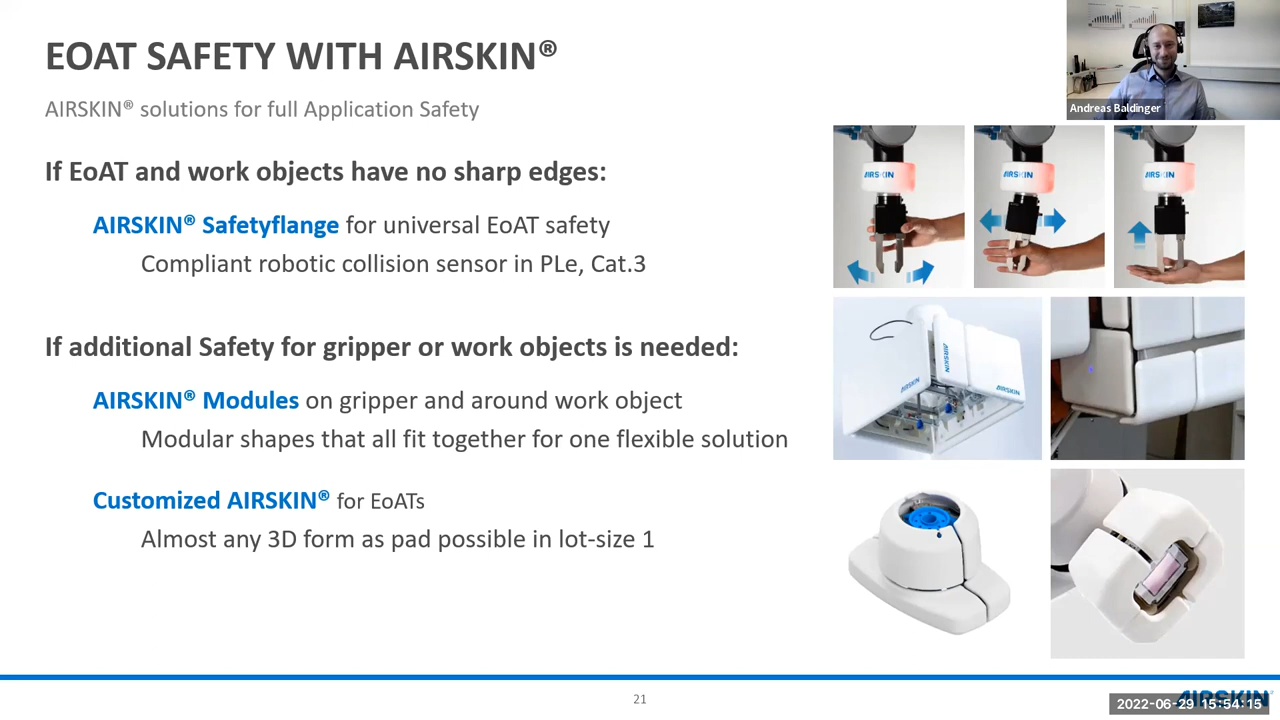 EOAT SAFETY WITH AIRSKIN®
AIRSKIN® solutions for full Application Safety
Andreas Baldinger
If EoAT and work objects have no sharp edges:
AIRSKIN® Safetyflange for universal EoAT safety
Compliant robotic collision sensor in PLe, Cat.3
AIRSKIN
AIRSKIN
AIRSKIN
If additional Safety for gripper or work objects is needed:
AIRSKIN® Modules on gripper and around work object
Modular shapes that all fit together for one flexible solution
AIRSKIN
AIRSKIN
AIRSKIN
Customized AIRSKIN® for EoATs
Almost any 3D form as pad possible in lot-size 1
21
AIRSKIN®
2022-06-29 15:54:15